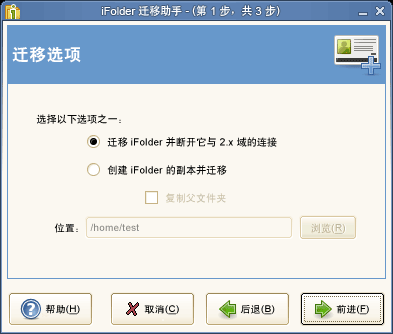 iFolder 迁移助手 - (第 1 步，共 3 步)
迁移选项
选择以下选项之一：
迁移 iFolder 并断开它与 2.x 域的连接
创建 iFolder 的副本并迁移
复制父文件夹
位置： /home/test 浏览(R)
帮助(H) 取消(C) 后退(B) 前进(F)